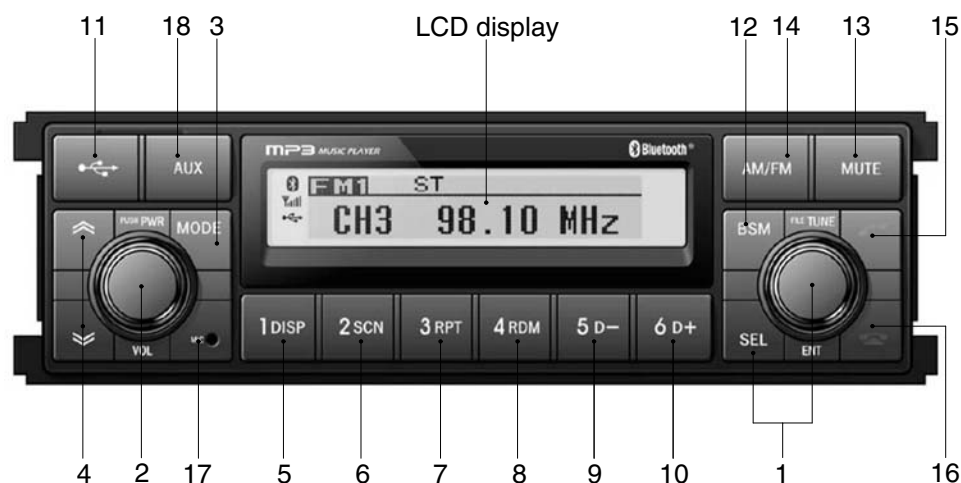 11 18 3 LCD display 12 14 13 15
MP3 MUSIC PLAYER Bluetooth®
AUX AM/FM MUTE
FM1 ST
CH3 98.10 MHz
PUSH PWR MODE BSM FILE TUNE
1 DISP 2 SCN 3 RPT 4 RDM 5 D− 6 D+
VOL MIC SEL ENT
4 2 17 5 6 7 8 9 10 1 16